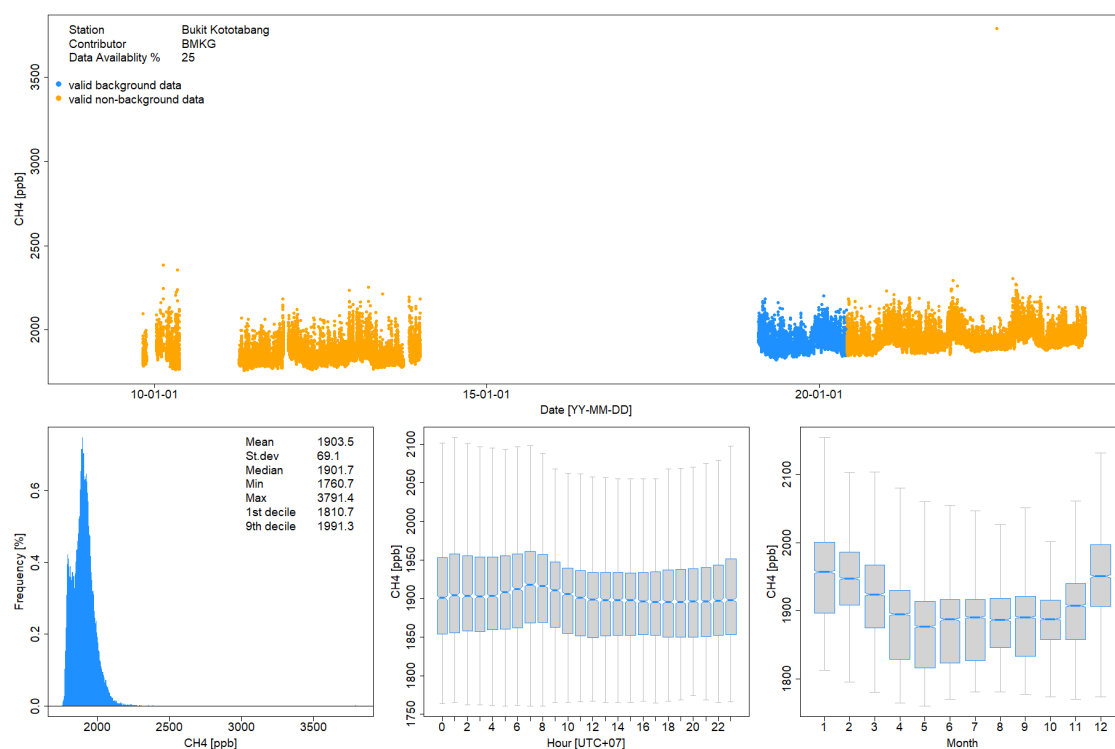 Station Bukit Kototabang
Contributor BMKG
Data Availablity % 25
valid background data
valid non-background data
CH4 [ppb]
3500
3000
2500
2000
10-01-01
15-01-01
20-01-01
Date [YY-MM-DD]
Mean 1903.5
St.dev 69.1
Median 1901.7
Min 1760.7
Max 3791.4
1st decile 1810.7
9th decile 1991.3
Frequency [%]
0.6
0.4
0.2
0.0
2000 2500 3000 3500
CH4 [ppb]
CH4 [ppb]
2100
2050
2000
1950
1900
1850
1800
1750
0 2 4 6 8 10 12 14 16 18 20 22
Hour [UTC+07]
CH4 [ppb]
2100
2000
1900
1800
1 2 3 4 5 6 7 8 9 10 11 12
Month